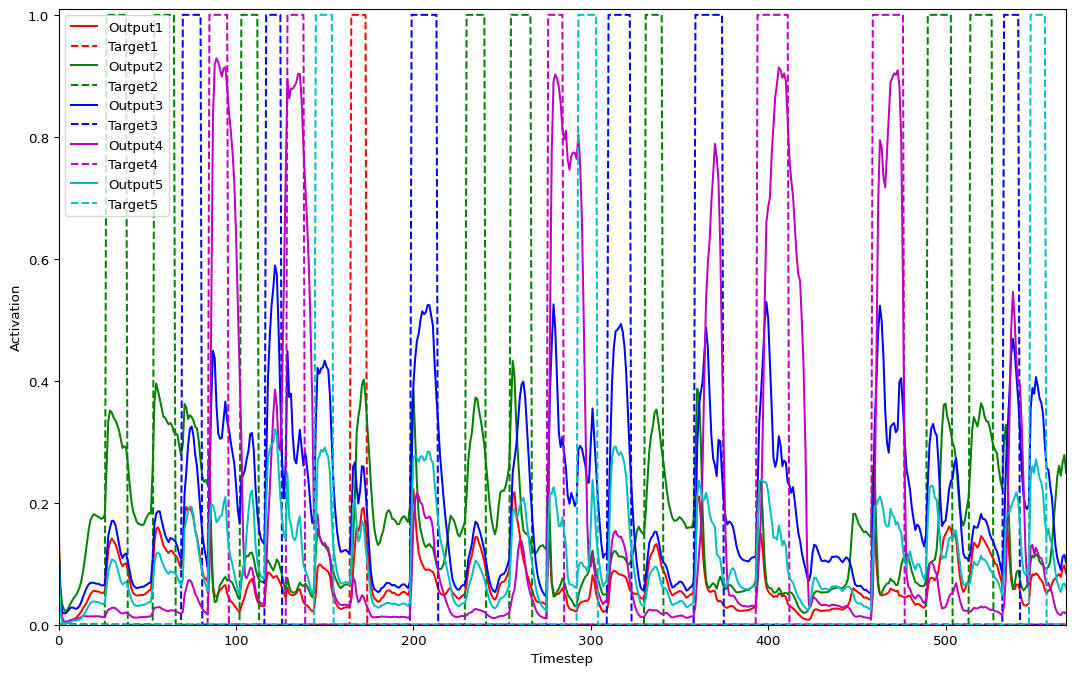 1.0
0.8
0.6
0.4
0.2
0.0
Activation
0
100
200
300
400
500
Timestep
Output1
Target1
Output2
Target2
Output3
Target3
Output4
Target4
Output5
Target5